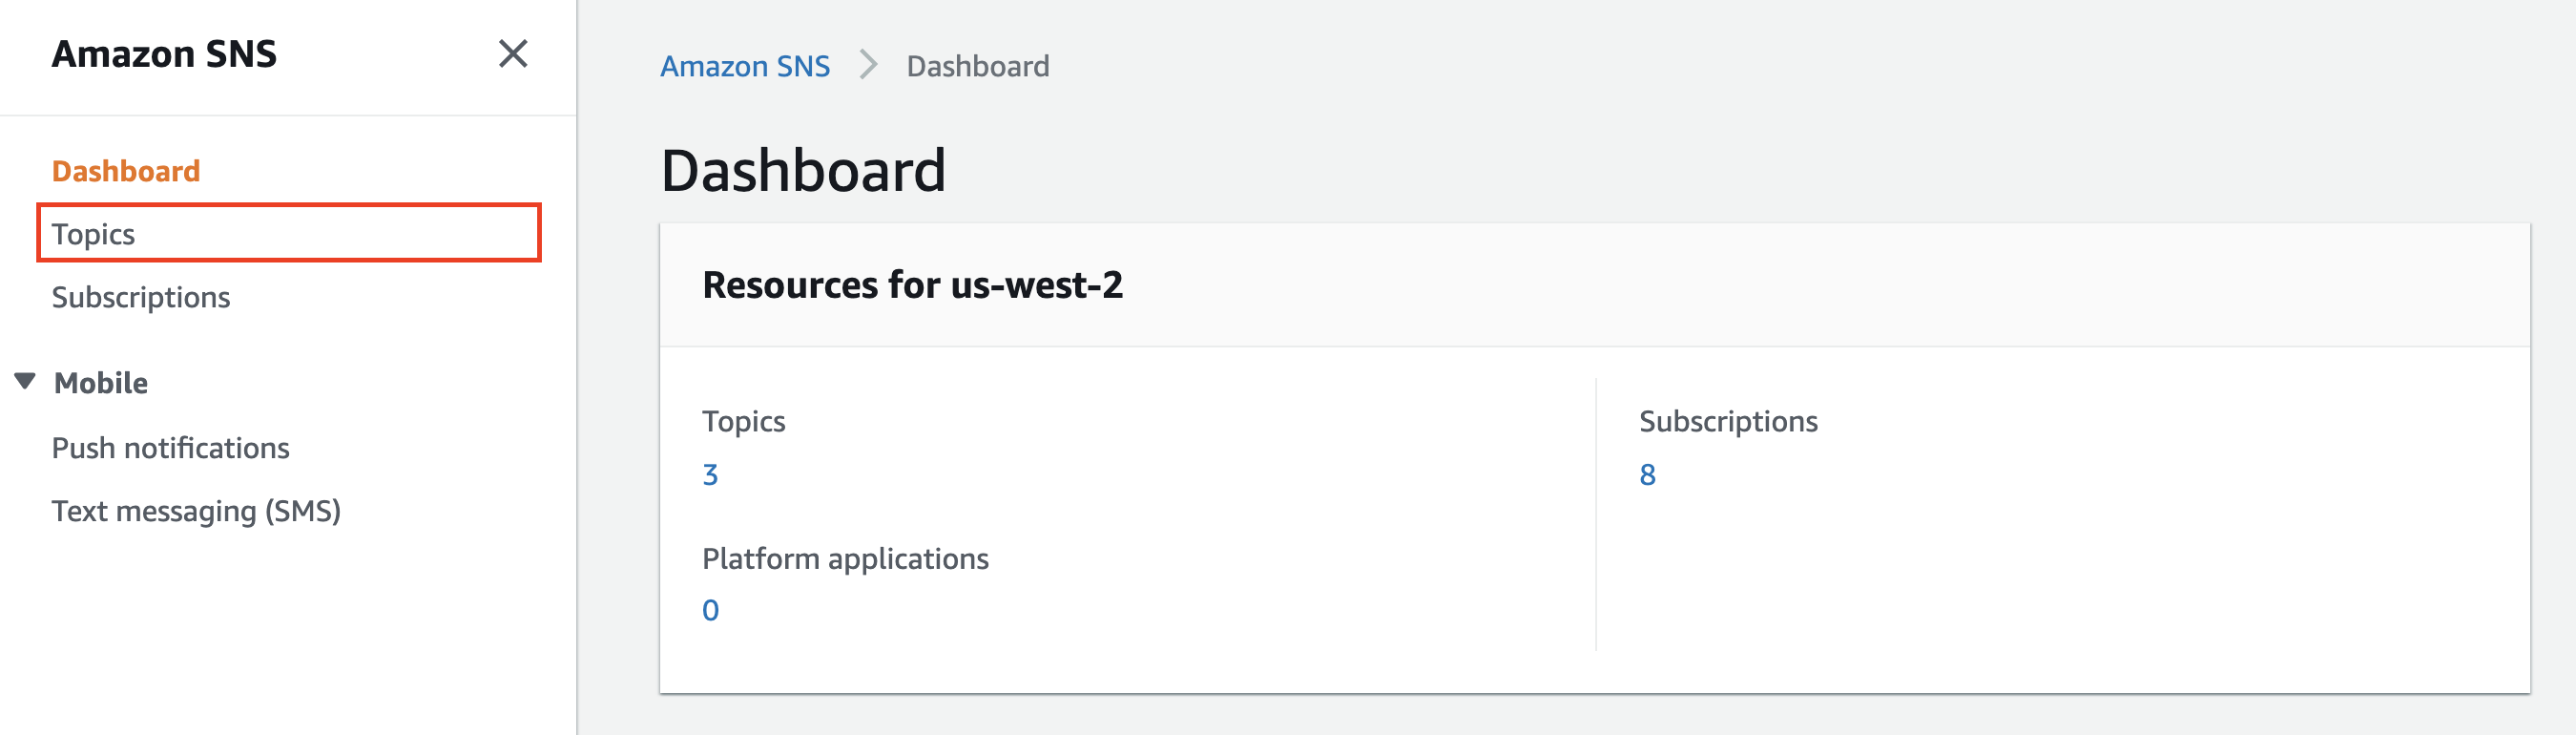 Amazon SNS
Dashboard
Topics
Subscriptions
Mobile
Push notifications
Text messaging (SMS)
Amazon SNS Dashboard
Dashboard
Resources for us-west-2
Topics
3
Platform applications
0
Subscriptions
8